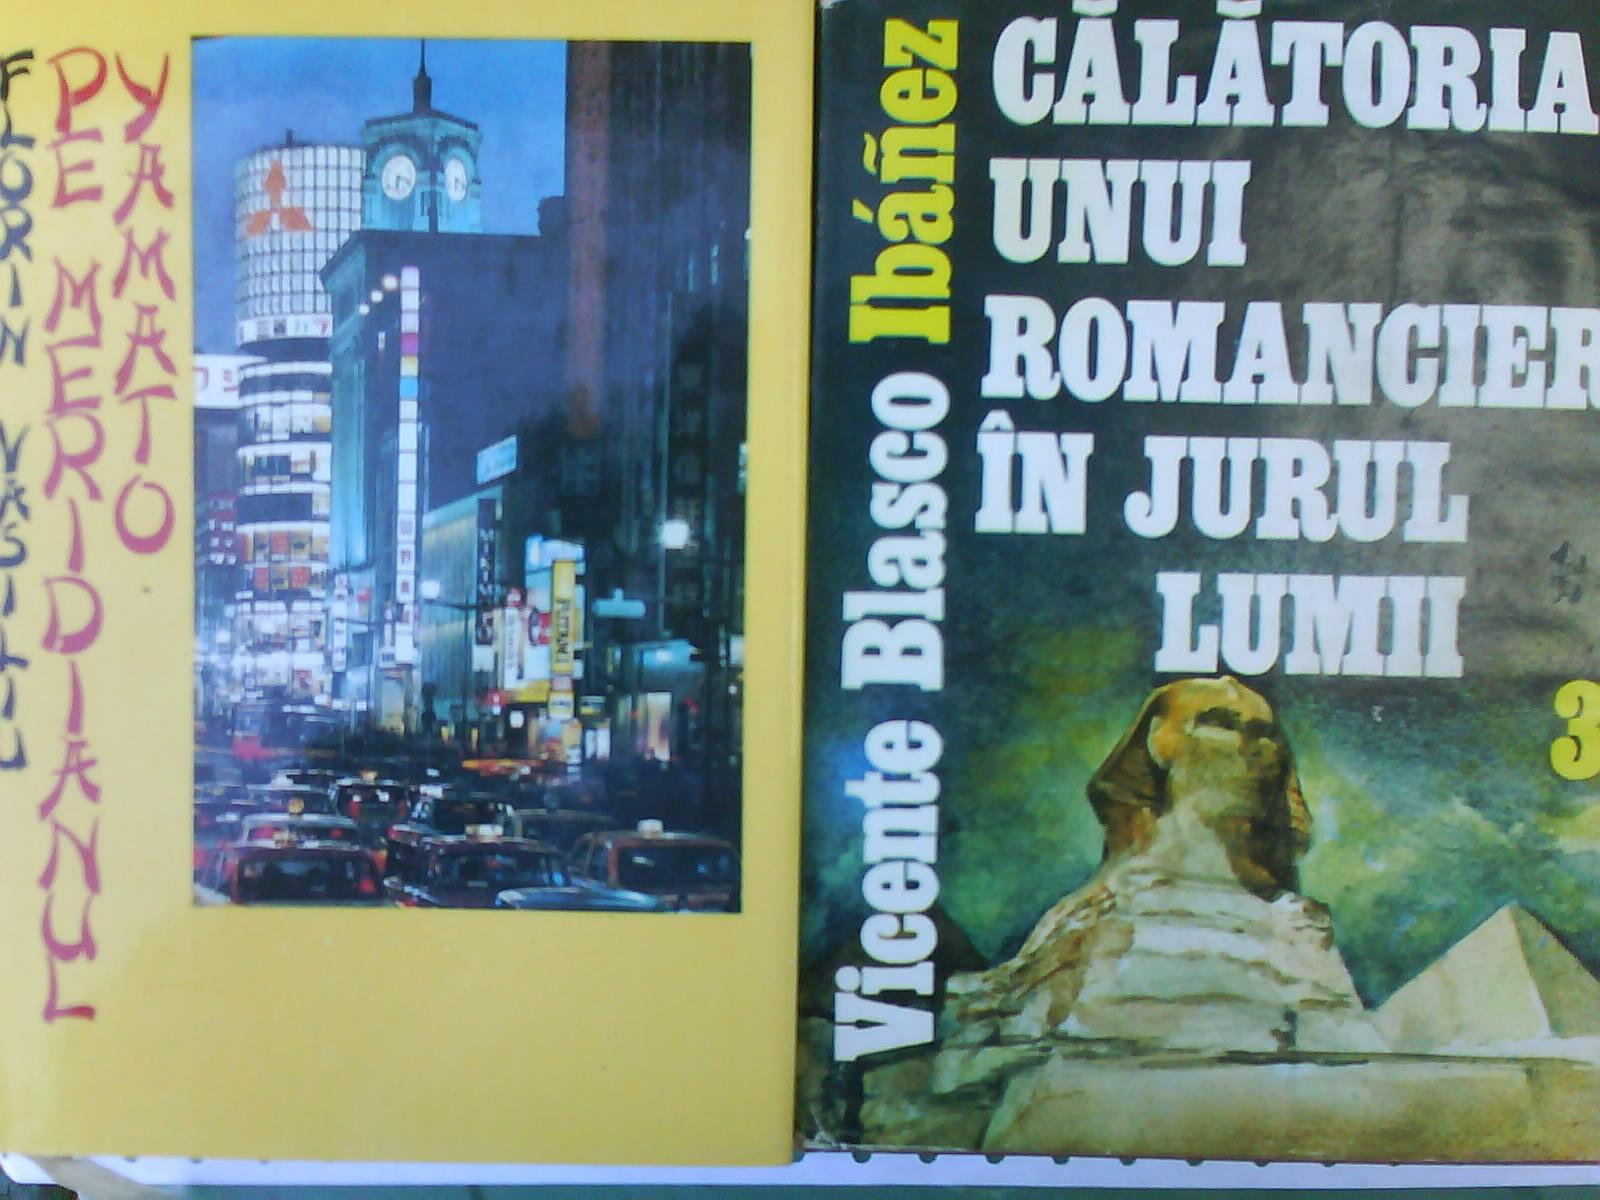 FLORIN VASILIU
PE MERIDIANUL
YAMATO
Vicente Blasco Ibáñez
CĂLĂTORIA
UNUI
ROMANCIER
ÎN JURUL
LUMII
3